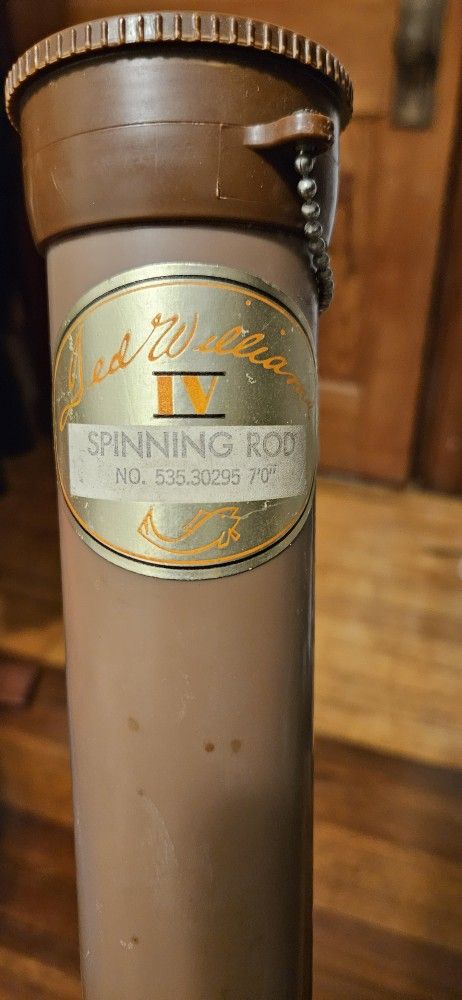 Ted Williams
IV
SPINNING ROD
NO. 535.30295 7'0"